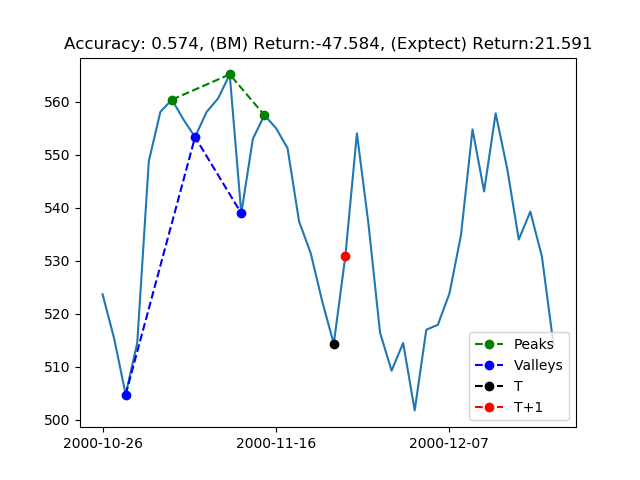 Accuracy: 0.574, (BM) Return:-47.584, (Exptect) Return:21.591
560
550
540
530
520
510
500
2000-10-26
2000-11-16
2000-12-07
Peaks
Valleys
T
T+1